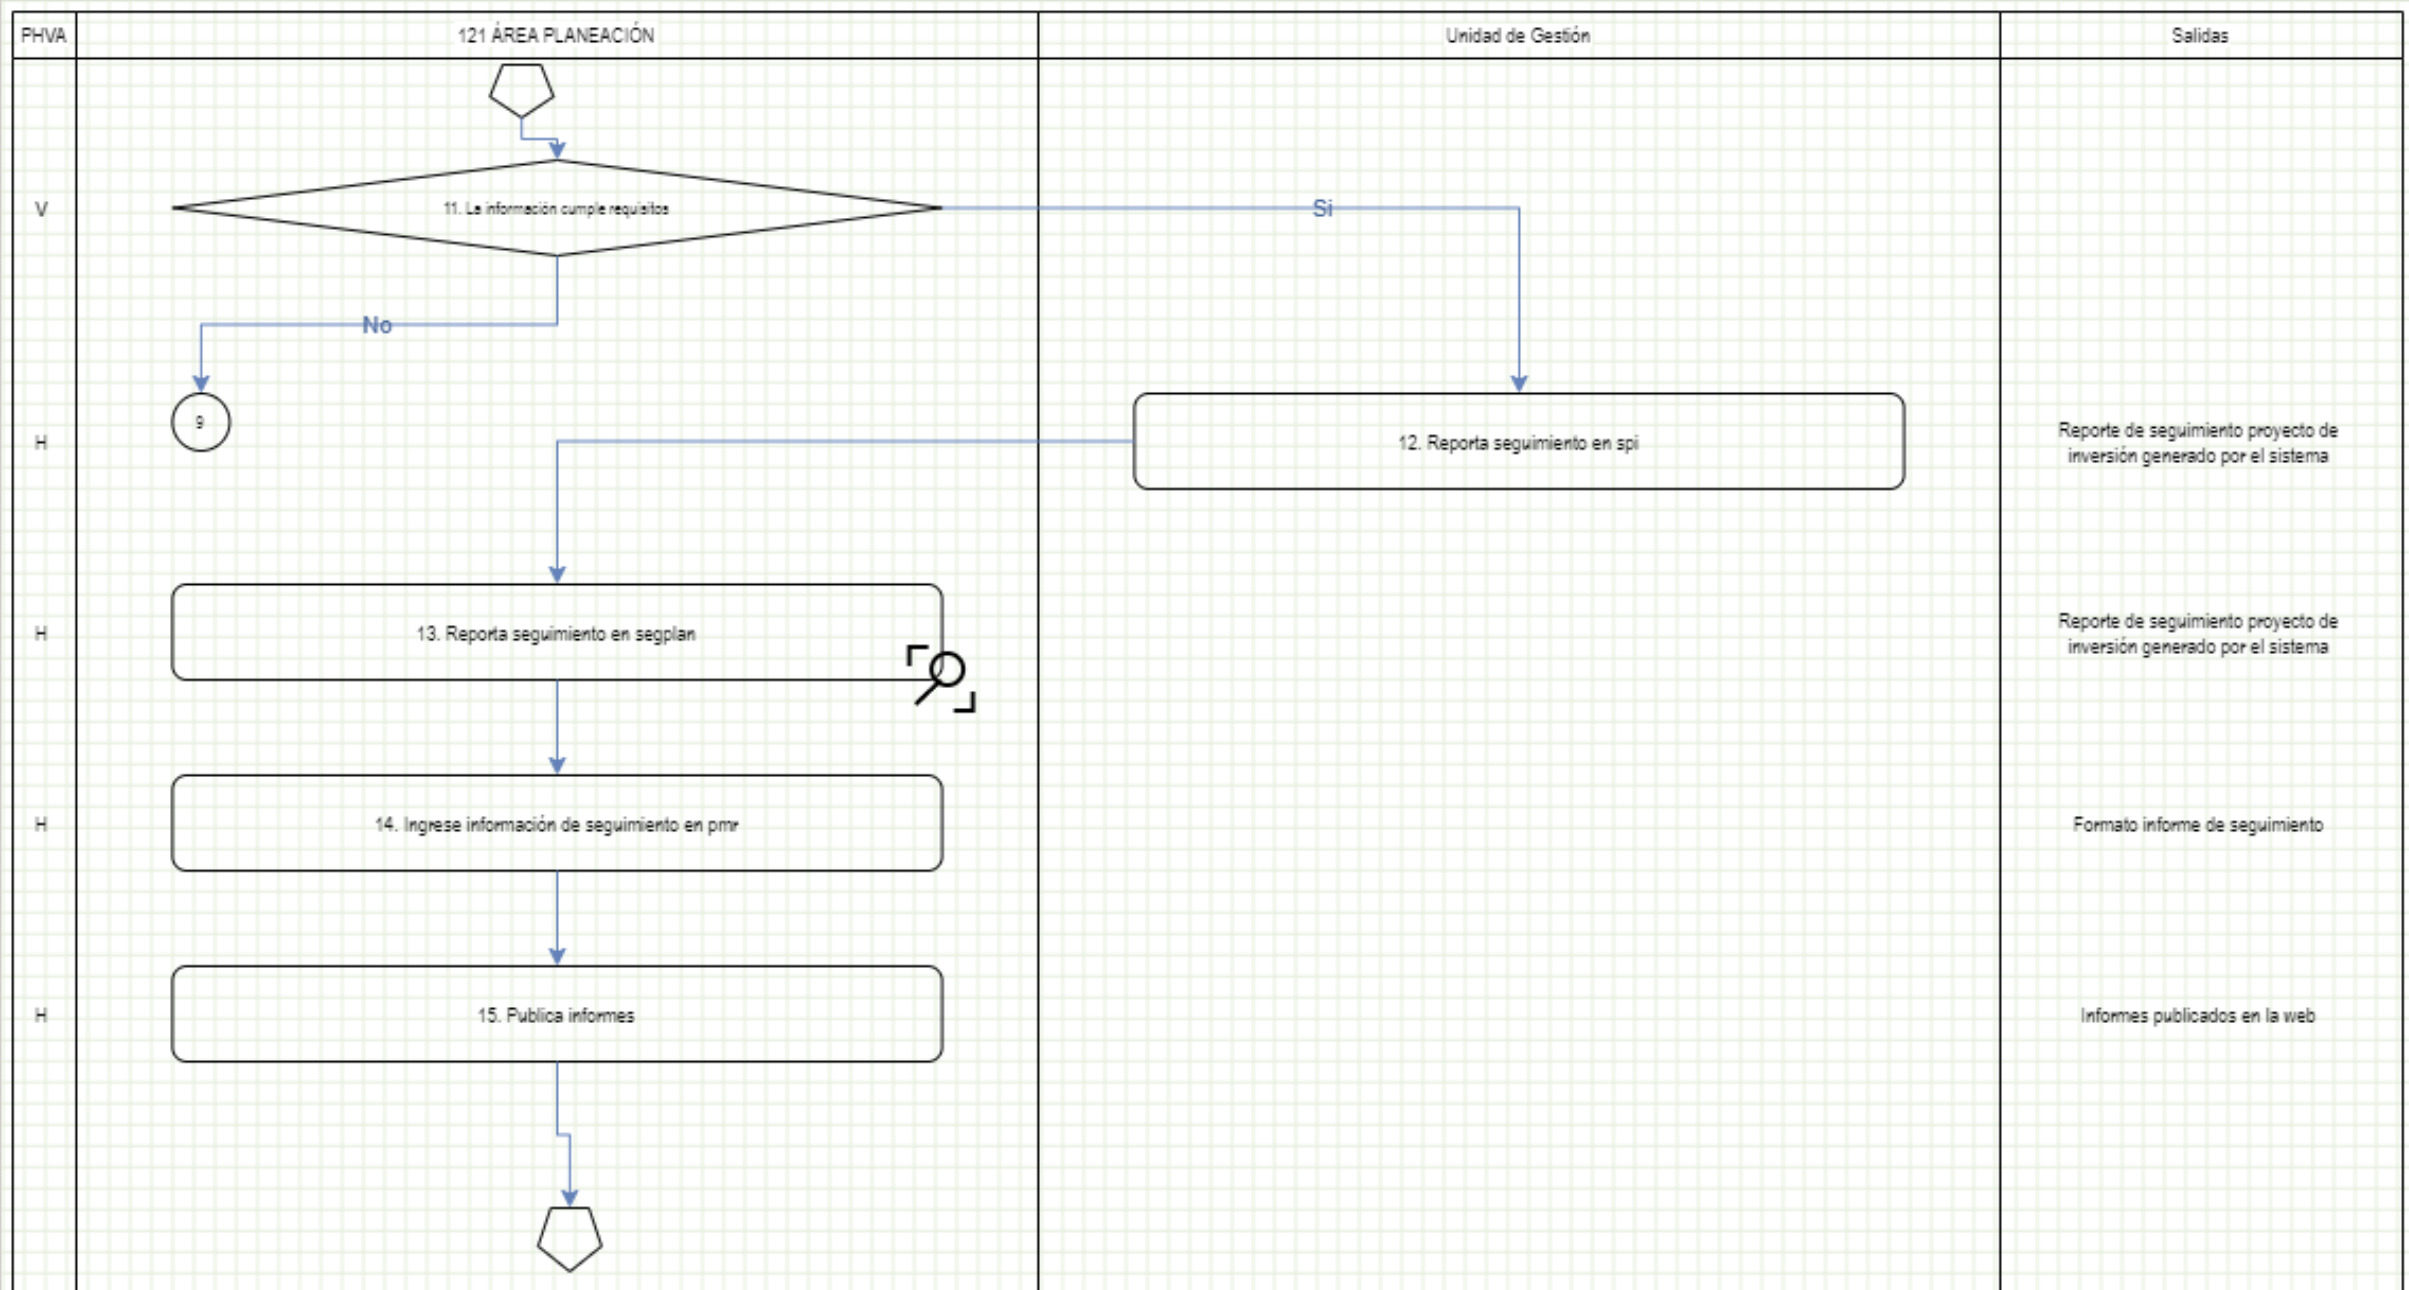 PHVA
121 ÁREA PLANEACIÓN
Unidad de Gestión
Salidas
V
11. La información cumple requisitos
Si
No
H
9
12. Reporta seguimiento en spi
Reporte de seguimiento proyecto de
inversión generado por el sistema
H
13. Reporta seguimiento en segplan
Reporte de seguimiento proyecto de
inversión generado por el sistema
H
14. Ingrese información de seguimiento en pmr
Formato informe de seguimiento
H
15. Publica informes
Informes publicados en la web